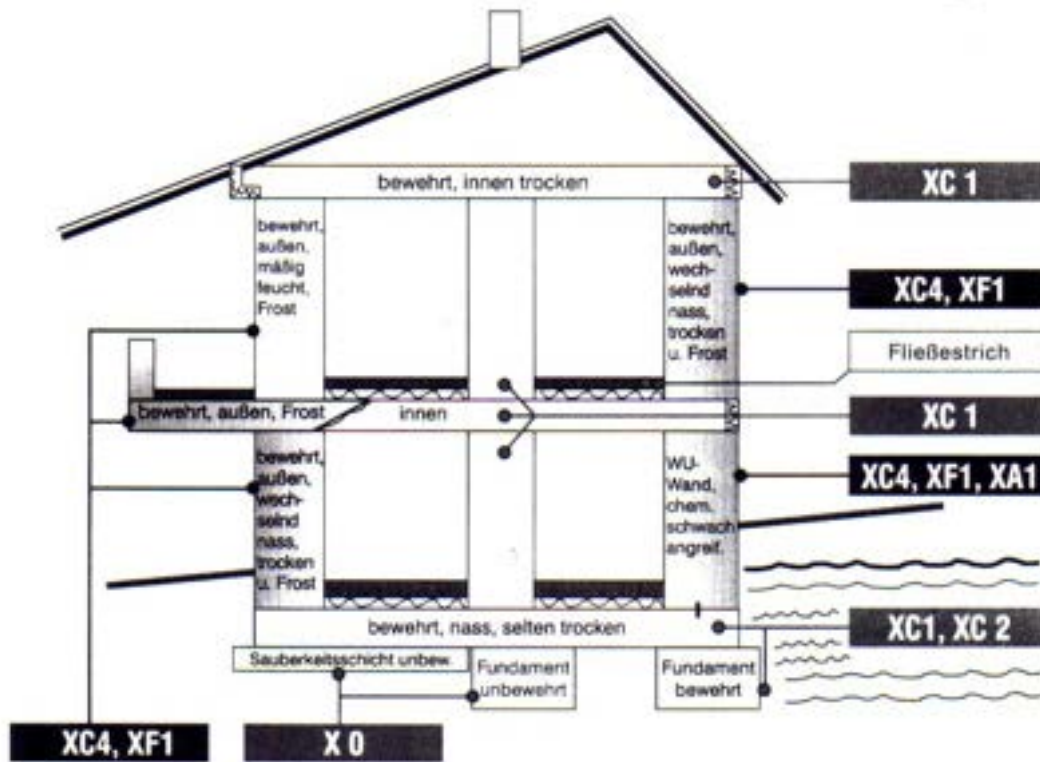 bewehrt, innen trocken
XC 1
bewehrt,
außen,
mäßig
feucht,
Frost
bewehrt,
außen,
wech-
selnd
nass,
trocken
u. Frost
XC4, XF1
Fließestrich
bewehrt, außen, Frost
innen
XC 1
bewehrt,
außen,
wech-
selnd
nass,
trocken
u. Frost
WU-
Wand,
chem.
schwach
angreif.
XC4, XF1, XA1
bewehrt, nass, selten trocken
XC1, XC 2
Sauberkeitsschicht unbew.
Fundament
unbewehrt
Fundament
bewehrt
XC4, XF1
X 0